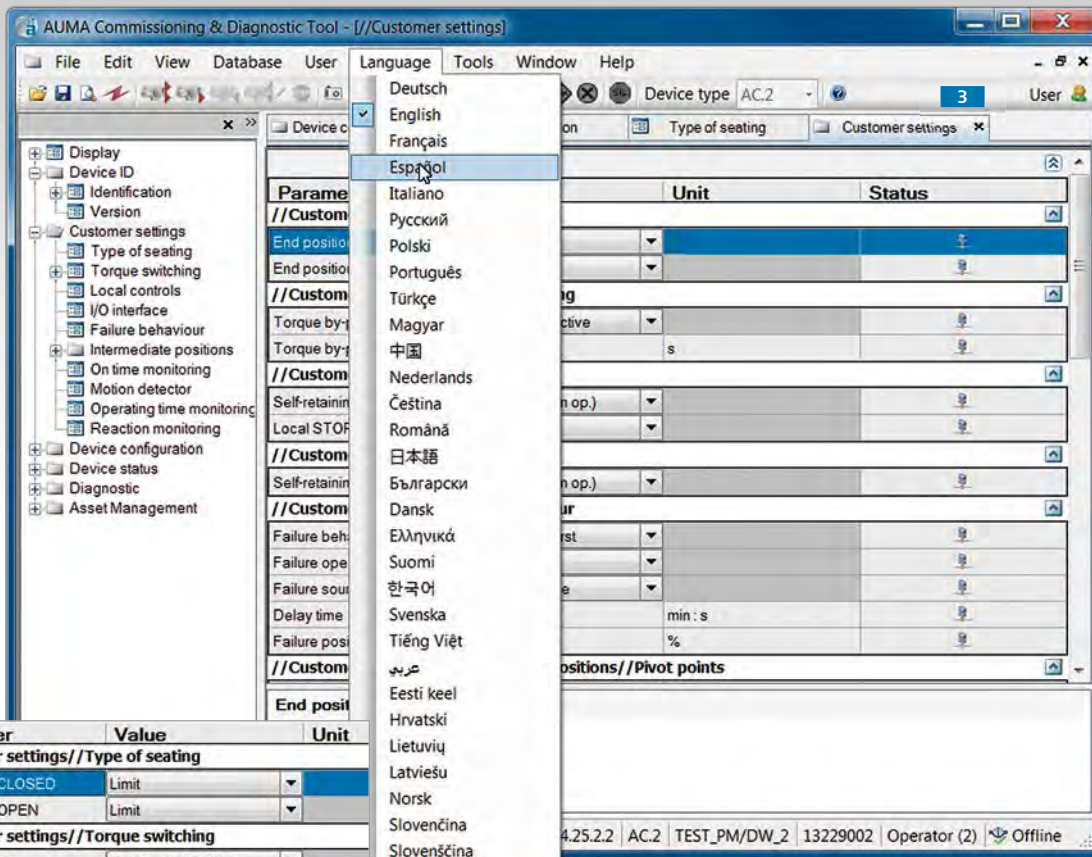 AUMA Commissioning & Diagnostic Tool - [//Customer settings]
File Edit View Database User Language Tools Window Help
Device type AC.2
3
User
Device c
on
Type of seating
Customer settings
Display
Device ID
Identification
Version
Customer settings
Type of seating
Torque switching
Local controls
I/O interface
Failure behaviour
Intermediate positions
On time monitoring
Motion detector
Operating time monitoring
Reaction monitoring
Device configuration
Device status
Diagnostic
Asset Management
Deutsch
English
Français
Español
Italiano
Русский
Polski
Português
Türkçe
Magyar
中国
Nederlands
Čeština
Română
日本語
Български
Dansk
Ελληνικά
Suomi
한국어
Svenska
Tiếng Việt
عربي
Eesti keel
Hrvatski
Lietuvių
Latviešu
Norsk
Slovenčina
Slovenščina
Parame Unit Status
//Custom
End position
End position
//Custom ng
Torque by-p ctive
Torque by-p s
//Custom
Self-retainin n op.)
Local STOP
//Custom
Self-retainin n op.)
//Custom ur
Failure beha rst
Failure ope
Failure sour e
Delay time min : s
Failure posi %
//Custom ositions//Pivot points
End posit
er Value Unit
r settings//Type of seating
CLOSED Limit
OPEN Limit
r settings//Torque switching
4.25.2.2 AC.2 TEST_PM/DW_2 13229002 Operator (2) Offline